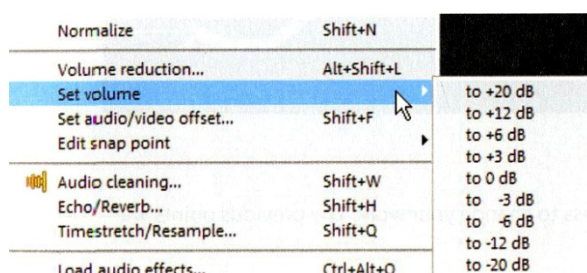 Normalize Shift+N
Volume reduction... Alt+Shift+L
Set volume
Set audio/video offset... Shift+F
Edit snap point
Audio cleaning... Shift+W
Echo/Reverb... Shift+H
Timestretch/Resample... Shift+Q
Load audio effects... Ctrl+Alt+O
to +20 dB
to +12 dB
to +6 dB
to +3 dB
to 0 dB
to -3 dB
to -6 dB
to -12 dB
to -20 dB